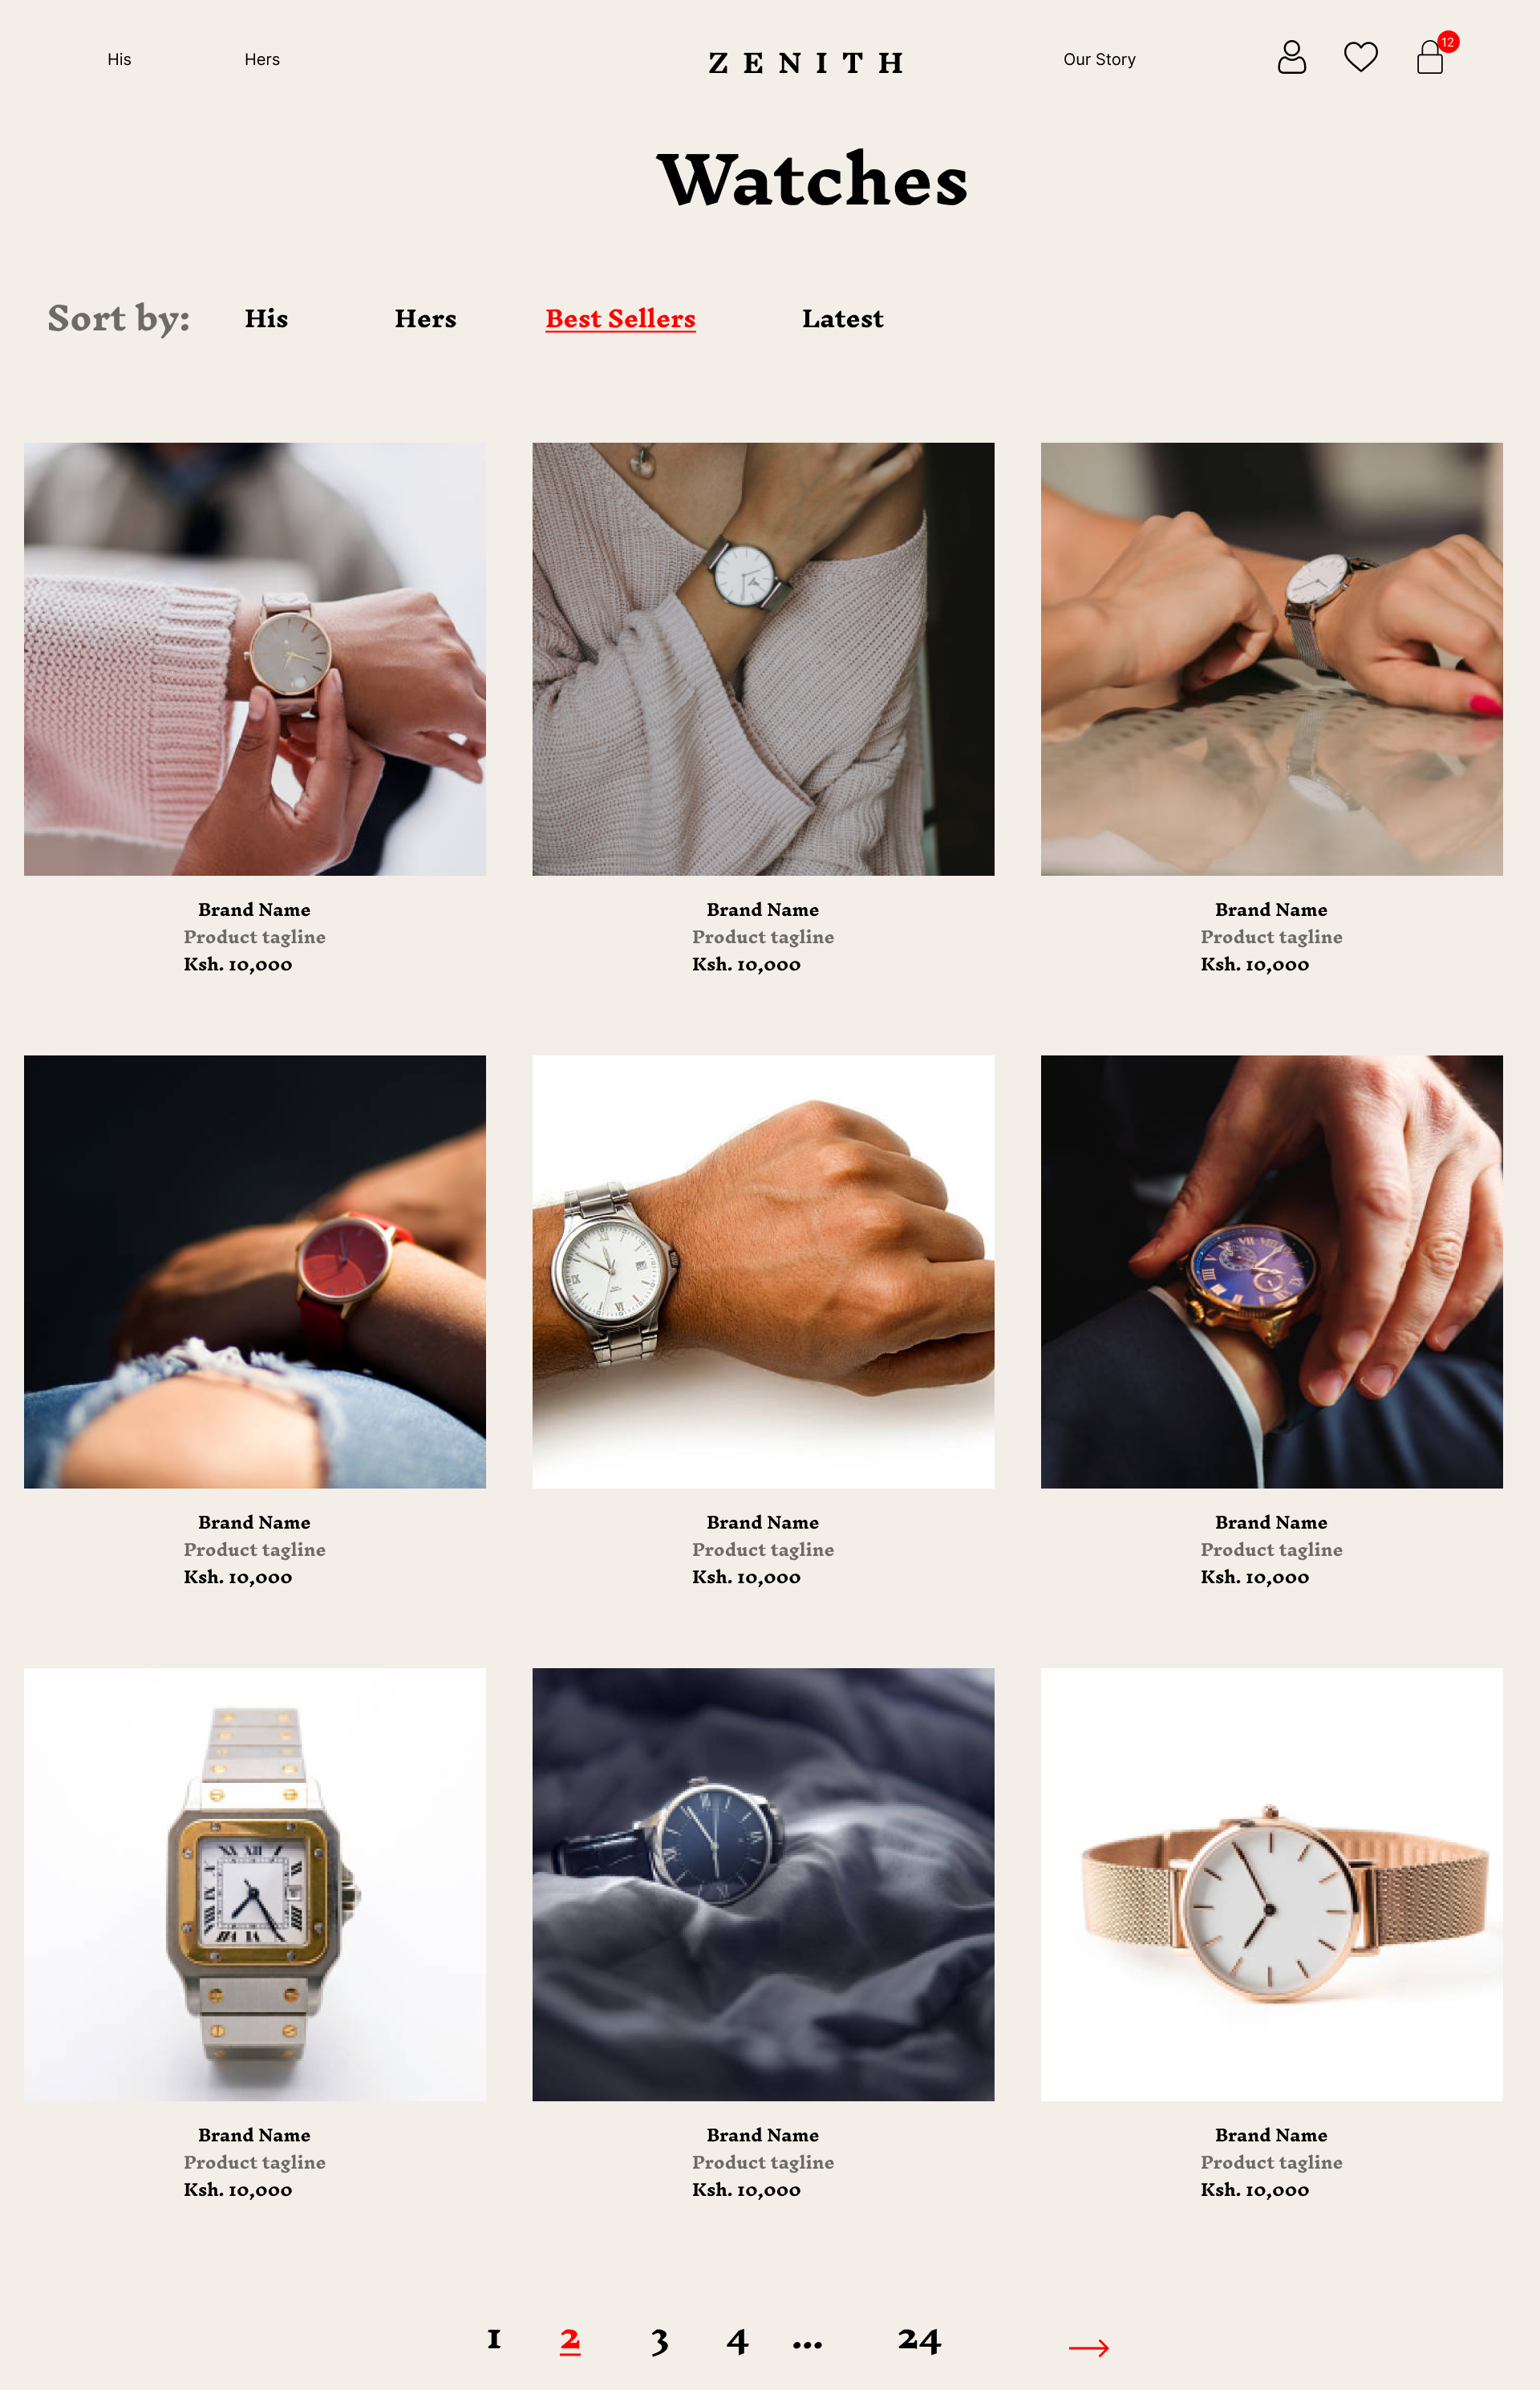 His Hers ZENITH Our Story 12
Watches
Sort by: His Hers Best Sellers Latest
Brand Name Brand Name Brand Name
Product tagline Product tagline Product tagline
Ksh. 10,000 Ksh. 10,000 Ksh. 10,000
Brand Name Brand Name Brand Name
Product tagline Product tagline Product tagline
Ksh. 10,000 Ksh. 10,000 Ksh. 10,000
Brand Name Brand Name Brand Name
Product tagline Product tagline Product tagline
Ksh. 10,000 Ksh. 10,000 Ksh. 10,000
1 2 3 4 ... 24